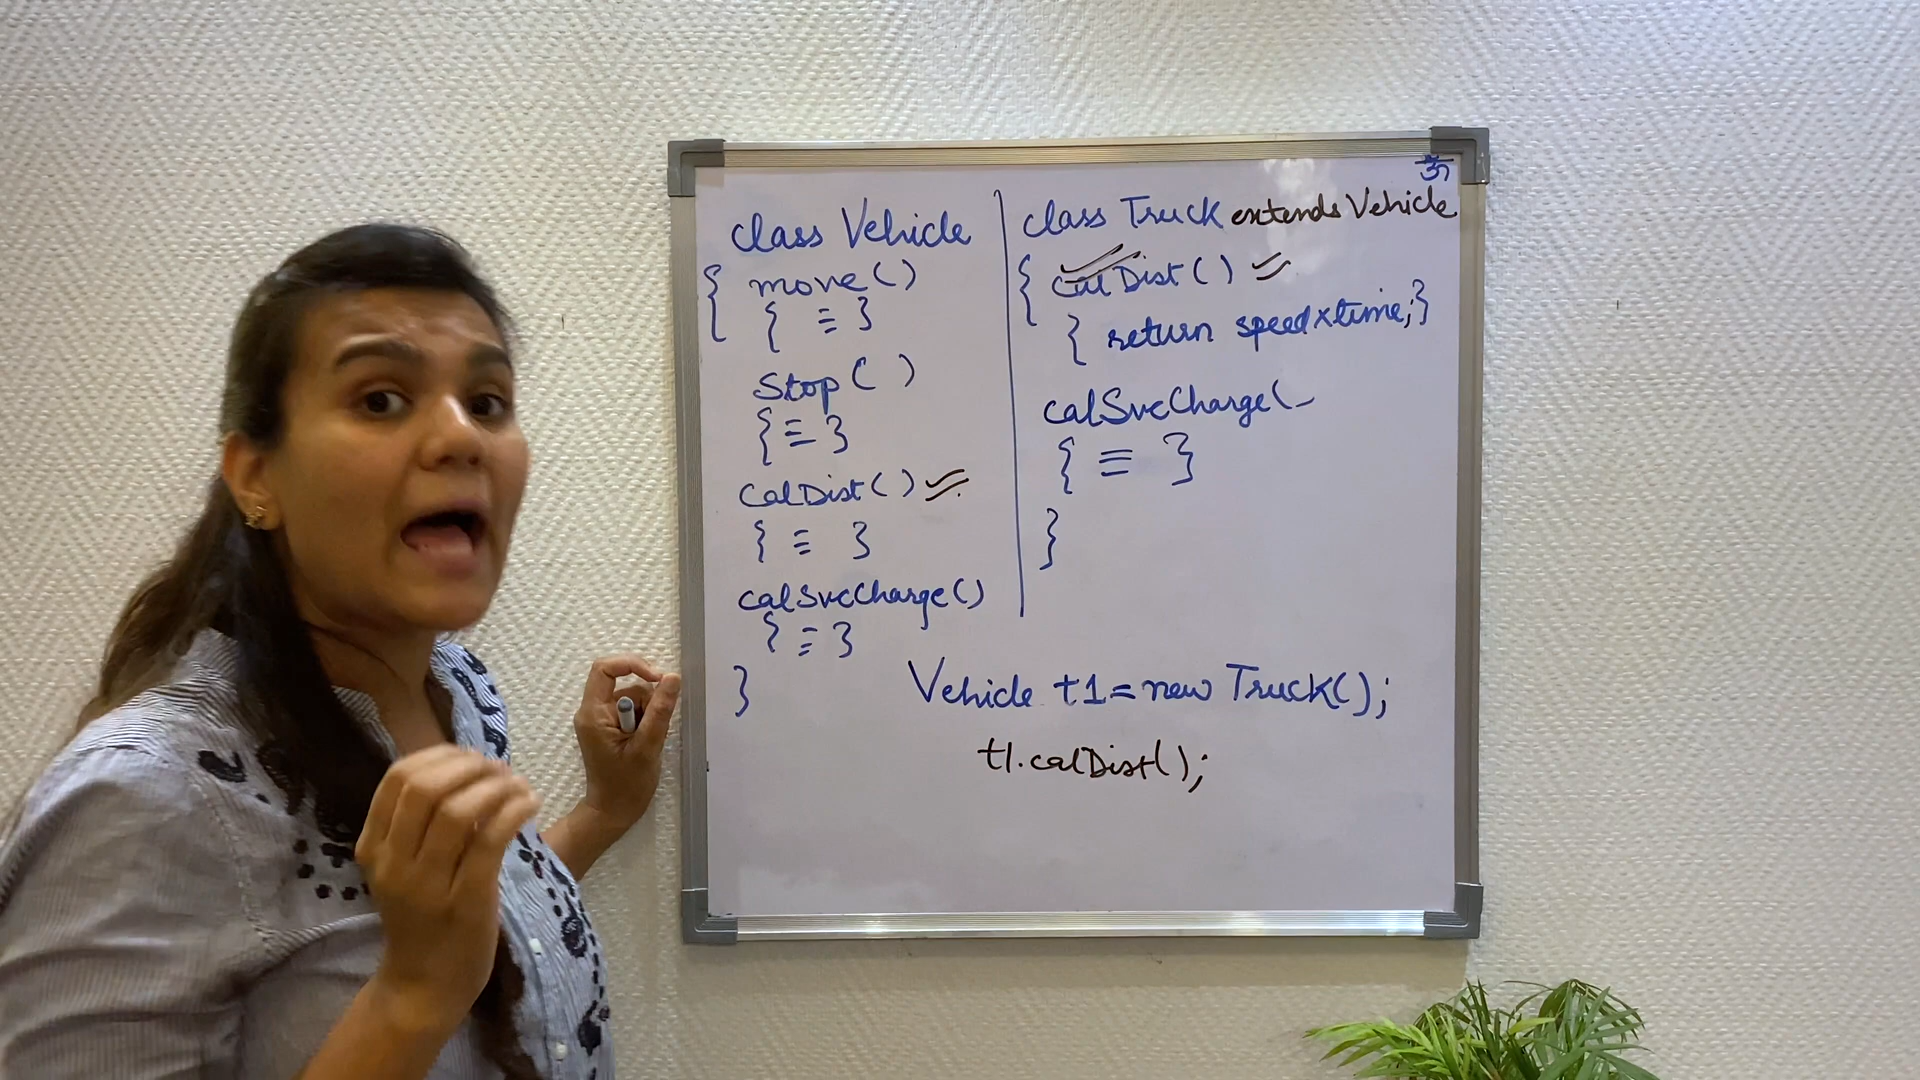 class Vehicle
{ move()
{ ≡ }
Stop( )
{ ≡ }
calDist()
{ ≡ }
calSvcCharge()
{ ≡ }
}
class Truck extends Vehicle
{ calDist()
{ return speed×time;}
calSvcCharge(
{ ≡ }
}
Vehicle t1=new Truck();
t1.calDist();